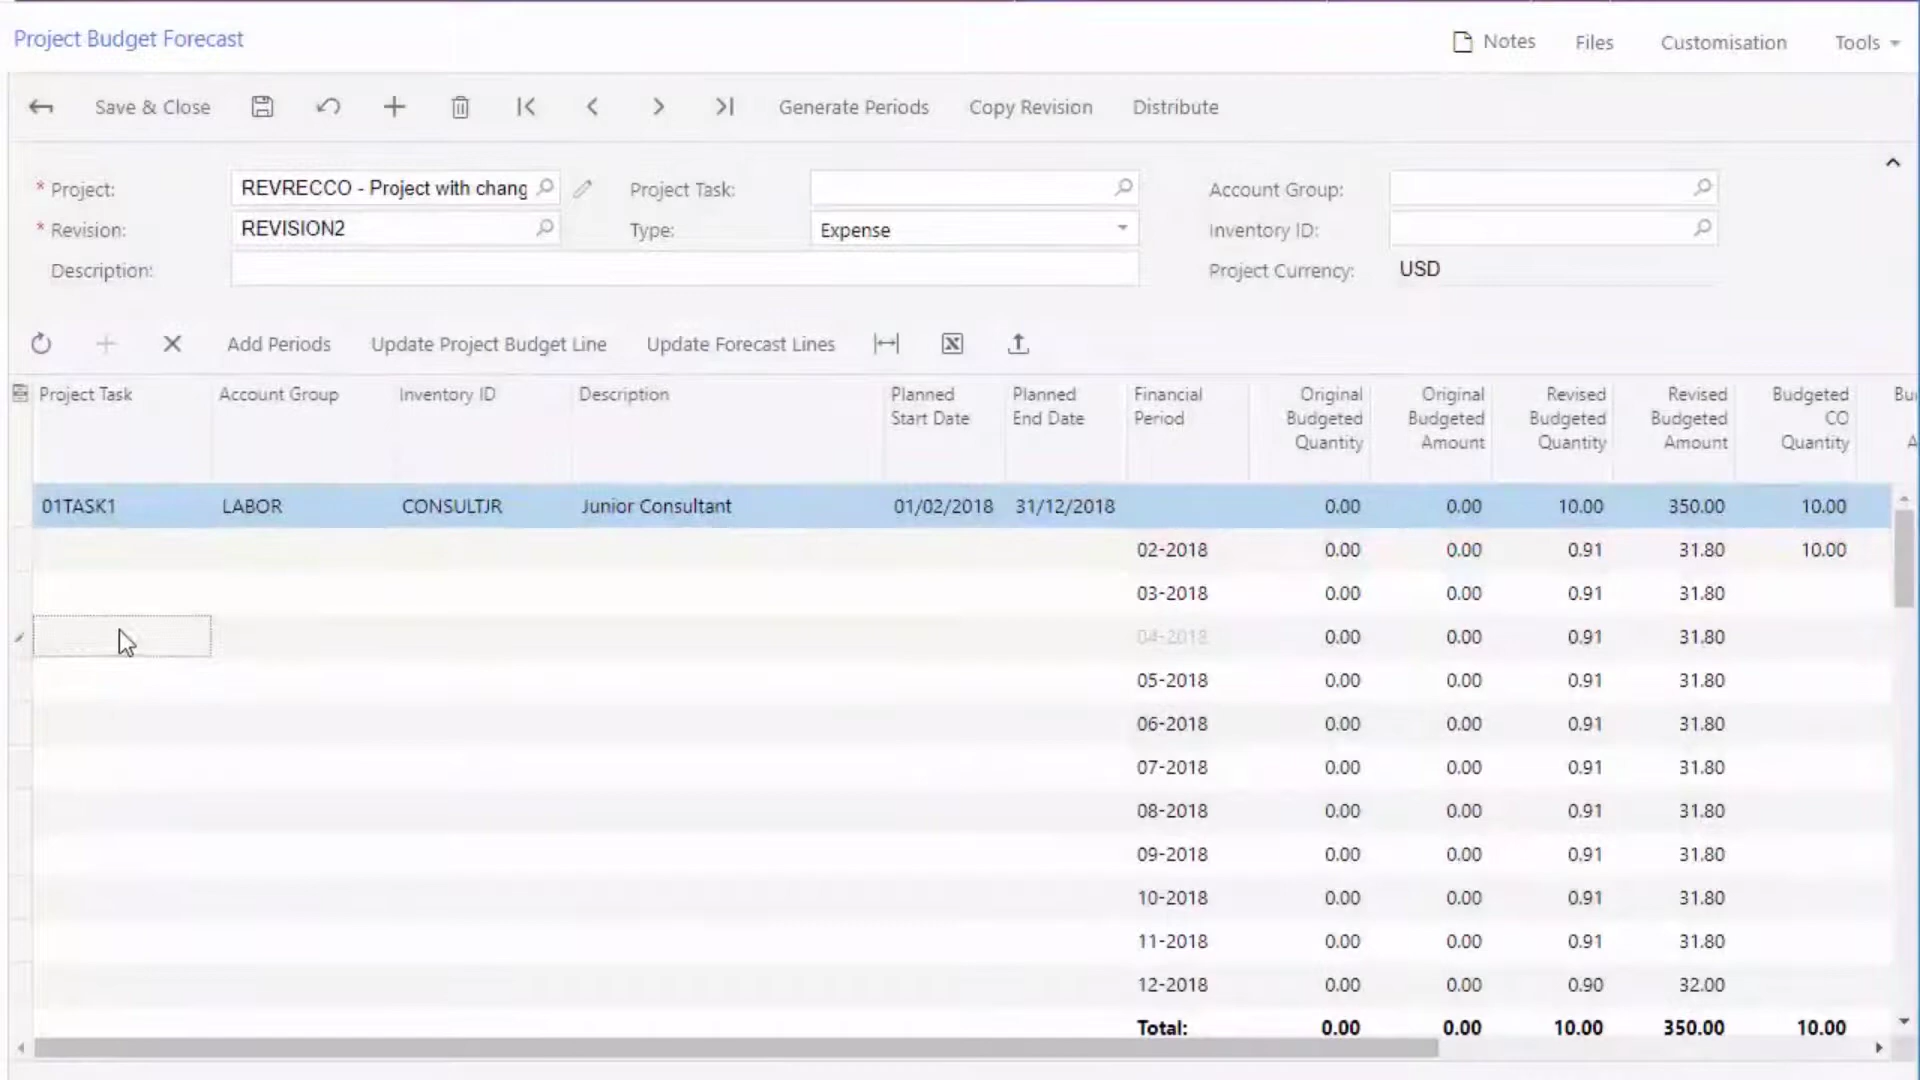 Project Budget Forecast
Notes Files Customisation Tools
Save & Close Generate Periods Copy Revision Distribute
* Project: REVRECCO - Project with chang Project Task: Account Group:
* Revision: REVISION2 Type: Expense Inventory ID:
Description: Project Currency: USD
Add Periods Update Project Budget Line Update Forecast Lines
Project Task Account Group Inventory ID Description Planned Start Date Planned End Date Financial Period Original Budgeted Quantity Original Budgeted Amount Revised Budgeted Quantity Revised Budgeted Amount Budgeted CO Quantity Bu A
01TASK1 LABOR CONSULTJR Junior Consultant 01/02/2018 31/12/2018 0.00 0.00 10.00 350.00 10.00
02-2018 0.00 0.00 0.91 31.80 10.00
03-2018 0.00 0.00 0.91 31.80
04-2018 0.00 0.00 0.91 31.80
05-2018 0.00 0.00 0.91 31.80
06-2018 0.00 0.00 0.91 31.80
07-2018 0.00 0.00 0.91 31.80
08-2018 0.00 0.00 0.91 31.80
09-2018 0.00 0.00 0.91 31.80
10-2018 0.00 0.00 0.91 31.80
11-2018 0.00 0.00 0.91 31.80
12-2018 0.00 0.00 0.90 32.00
Total: 0.00 0.00 10.00 350.00 10.00